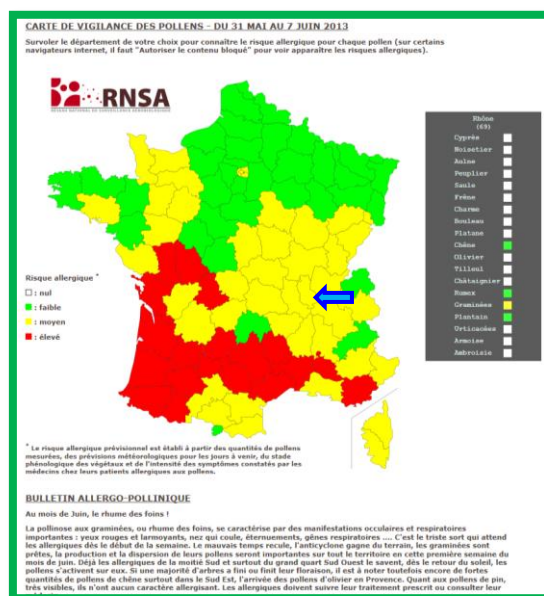 CARTE DE VIGILANCE DES POLLENS - DU 31 MAI AU 7 JUIN 2013
Survoler le département de votre choix pour connaître le risque allergique pour chaque pollen (sur certains
navigateurs internet, il faut "Autoriser le contenu bloqué" pour voir apparaître les risques allergiques).
RNSA
RESEAU NATIONAL DE SURVEILLANCE AEROBIOLOGIQUE
Rhône
(69)
Cyprès
Noisetier
Aulne
Peuplier
Saule
Frêne
Charme
Bouleau
Platane
Chêne
Olivier
Tilleul
Châtaignier
Rumex
Graminées
Plantain
Urticacées
Armoise
Ambroisie
Risque allergique *
: nul
: faible
: moyen
: élevé
* Le risque allergique prévisionnel est établi à partir des quantités de pollens
mesurées, des prévisions météorologiques pour les jours à venir, du stade
phénologique des végétaux et de l'intensité des symptômes constatés par les
médecins chez leurs patients allergiques aux pollens.
BULLETIN ALLERGO-POLLINIQUE
Au mois de Juin, le rhume des foins !
La pollinose aux graminées, ou rhume des foins, se caractérise par des manifestations occulaires et respiratoires
importantes : yeux rouges et larmoyants, nez qui coule, éternuements, gênes respiratoires .... C'est le triste sort qui attend
les allergiques dès le début de la semaine. Le mauvais temps recule, l'anticyclone gagne du terrain, les graminées sont
prêtes, la production et la dispersion de leurs pollens seront importantes sur tout le territoire en cette première semaine du
mois de juin. Déjà les allergiques de la moitié Sud et surtout du grand quart Sud Ouest le savent, dès le retour du soleil, les
pollens s'activent sur eux. Si une majorité d'arbres a fini ou finit leur floraison, il est à noter toutefois encore de fortes
quantités de pollens de chêne surtout dans le Sud Est, l'arrivée des pollens d'olivier en Provence. Quant aux pollens de pin,
très visibles, ils n'ont aucun caractère allergisant. Les allergiques doivent suivre leur traitement prescrit ou consulter leur